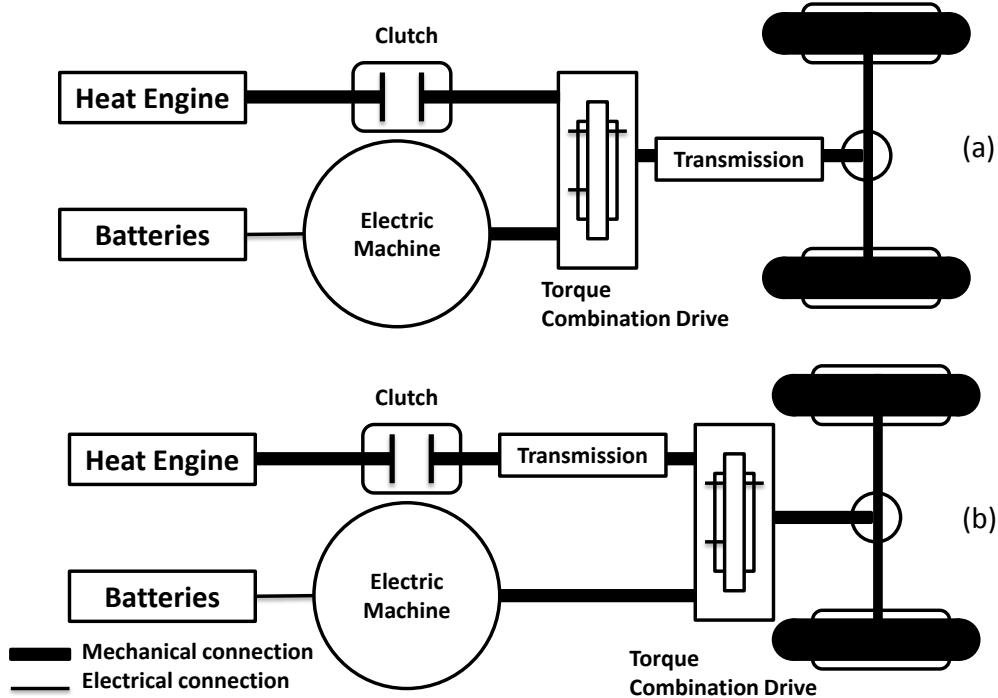 Clutch
Heat Engine
Transmission
(a)
Electric
Machine
Batteries
Torque
Combination Drive
Clutch
Heat Engine
Transmission
(b)
Electric
Machine
Batteries
Mechanical connection
Electrical connection
Torque
Combination Drive